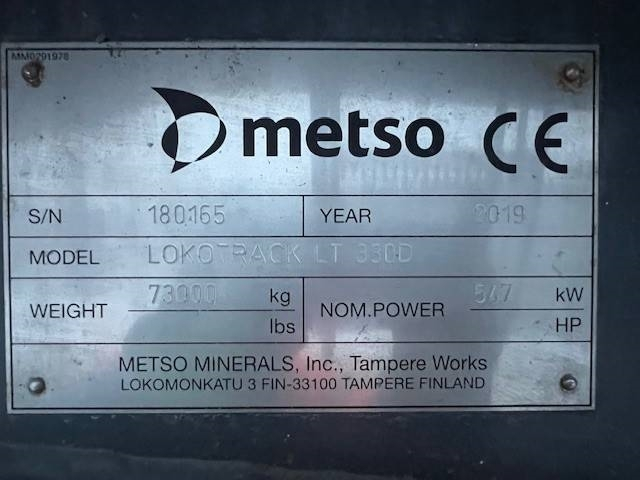 MM0291978
metso CE
S/N 180165 YEAR 2019
MODEL LOKOTRACK LT 330D
WEIGHT 73000 kg NOM.POWER 547 kW
lbs HP
METSO MINERALS, Inc., Tampere Works
LOKOMONKATU 3 FIN-33100 TAMPERE FINLAND